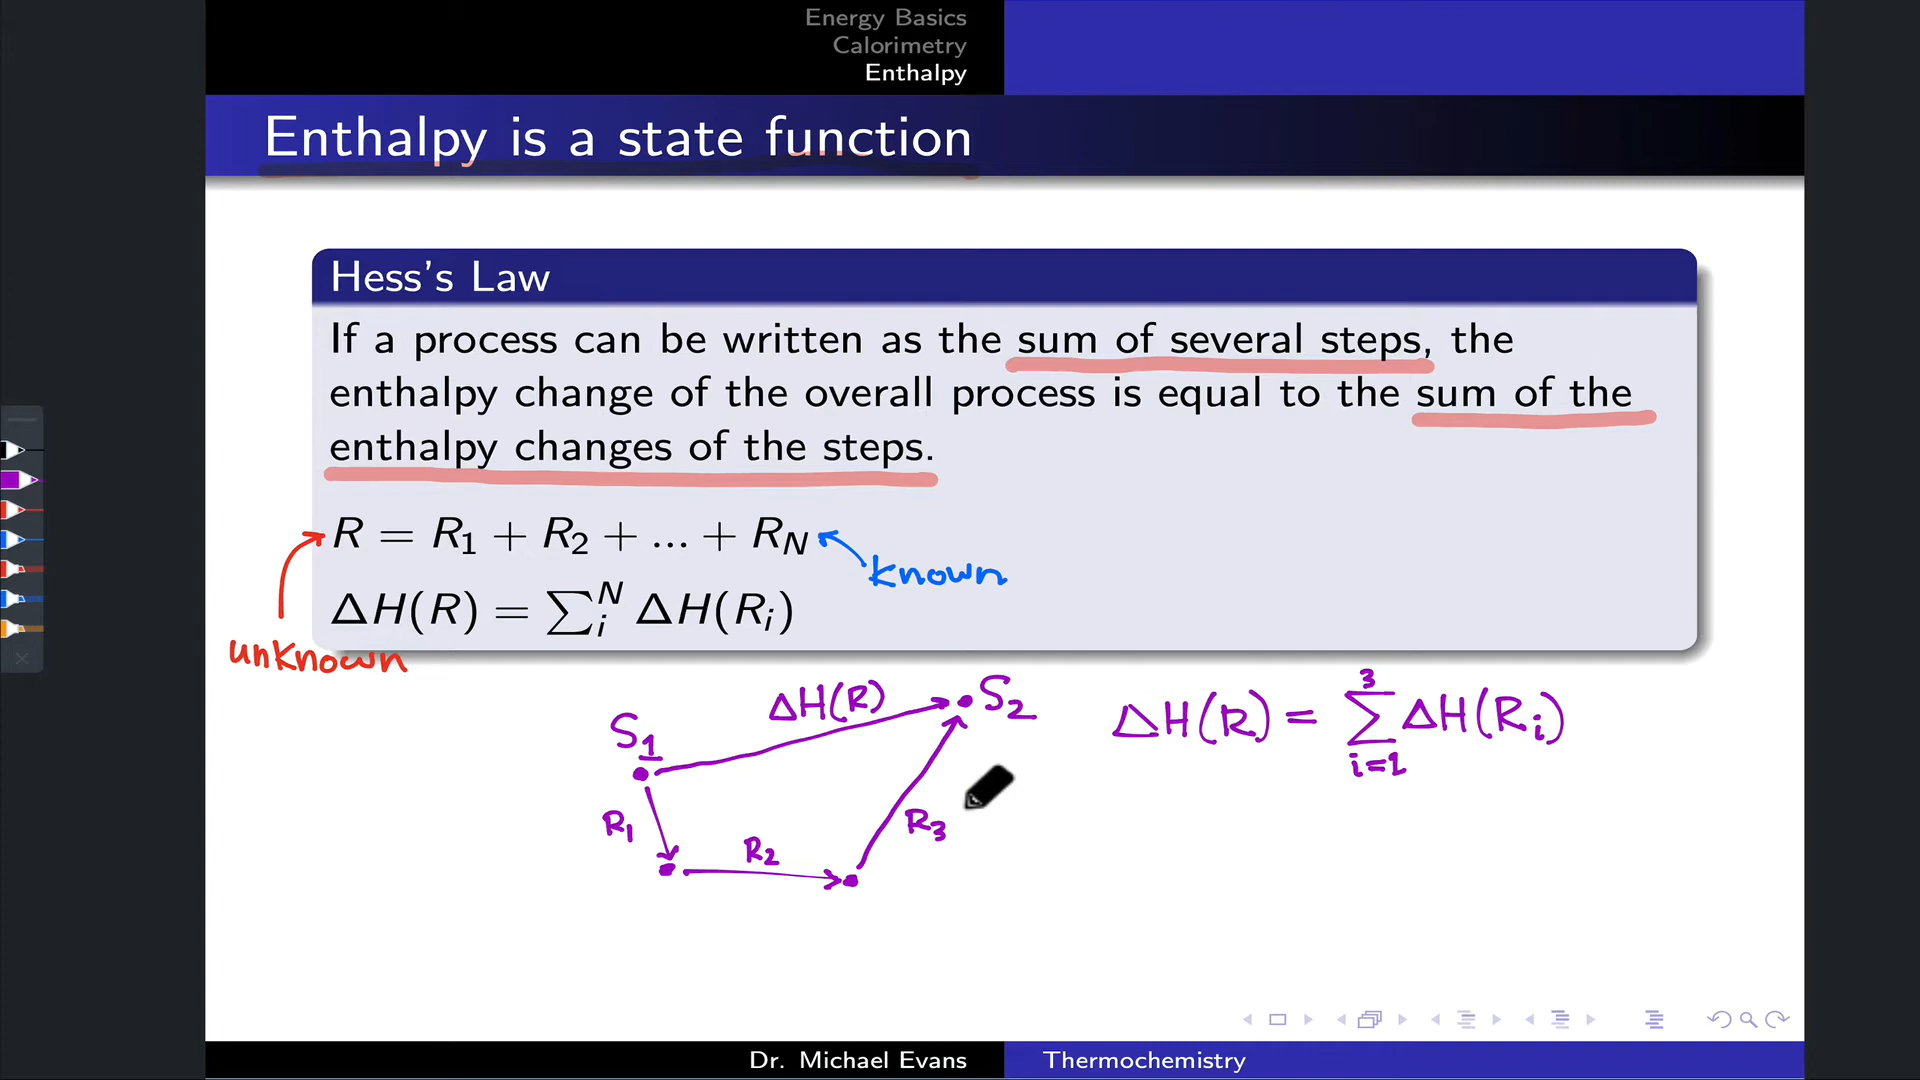 Energy Basics
Calorimetry
Enthalpy
Enthalpy is a state function
Hess's Law
If a process can be written as the sum of several steps, the
enthalpy change of the overall process is equal to the sum of the
enthalpy changes of the steps.
R = R₁ + R₂ + ... + R_N
known
ΔH(R) = ∑ᵢᴺ ΔH(Rᵢ)
unknown
ΔH(R)
S₂
S₁
R₁
R₂
R₃
ΔH(R) = ∑_{i=1}^{3} ΔH(Rᵢ)
Dr. Michael Evans
Thermochemistry